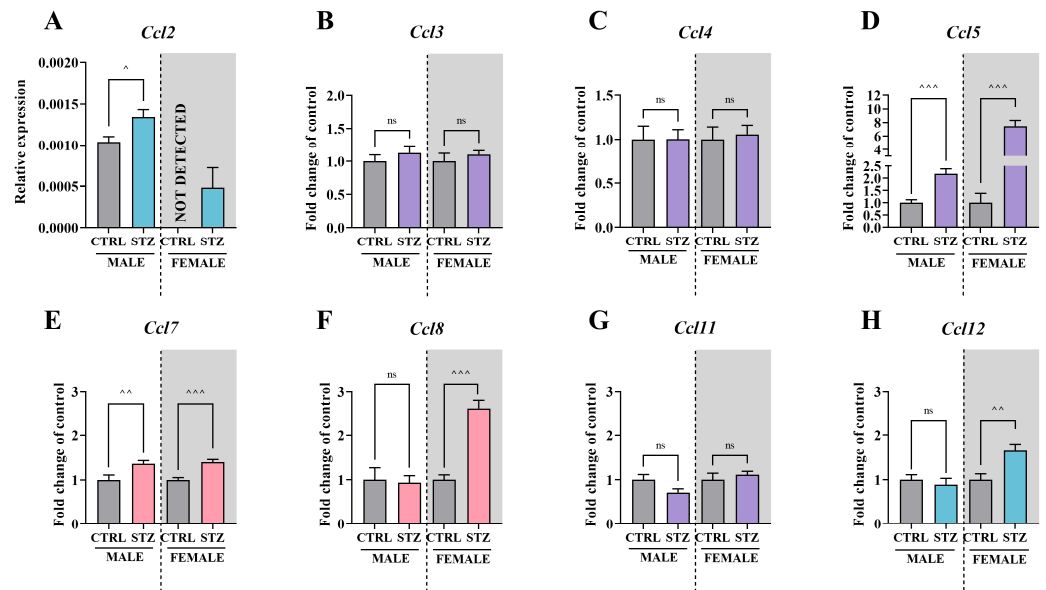 A
Ccl2
Relative expression
0.0020
0.0015
0.0010
0.0005
0.0000
^
NOT DETECTED
CTRL STZ CTRL STZ
MALE FEMALE
B
Ccl3
Fold change of control
2.0
1.5
1.0
0.5
0.0
ns ns
CTRL STZ CTRL STZ
MALE FEMALE
C
Ccl4
Fold change of control
1.5
1.0
0.5
0.0
ns ns
CTRL STZ CTRL STZ
MALE FEMALE
D
Ccl5
Fold change of control
12
10
8
6
4
2.5
2.0
1.5
1.0
0.5
0.0
^^^ ^^^
CTRL STZ CTRL STZ
MALE FEMALE
E
Ccl7
Fold change of control
3
2
1
0
^^ ^^^
CTRL STZ CTRL STZ
MALE FEMALE
F
Ccl8
Fold change of control
3
2
1
0
ns ^^^
CTRL STZ CTRL STZ
MALE FEMALE
G
Ccl11
Fold change of control
3
2
1
0
ns ns
CTRL STZ CTRL STZ
MALE FEMALE
H
Ccl12
Fold change of control
3
2
1
0
ns ^^
CTRL STZ CTRL STZ
MALE FEMALE